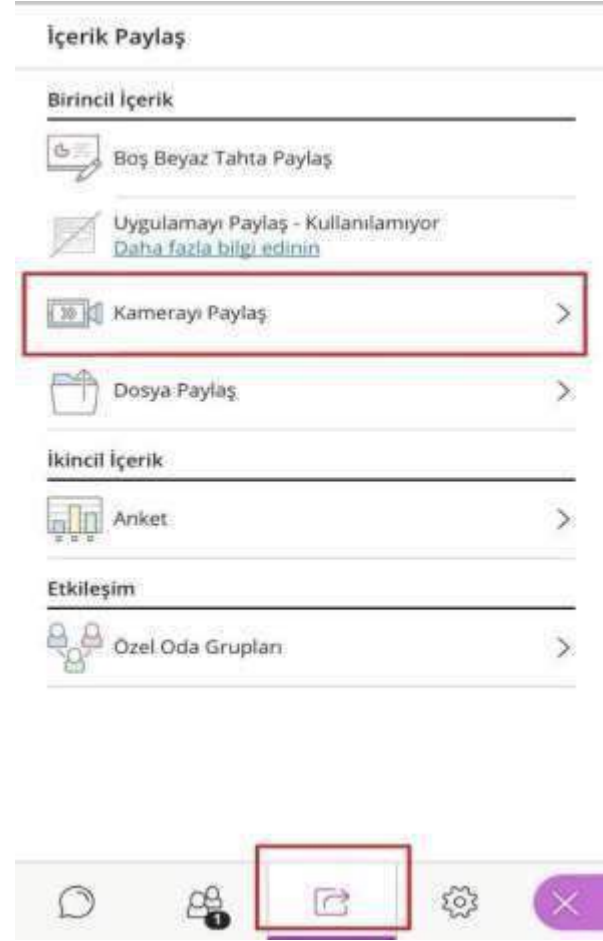 İçerik Paylaş
Birincil İçerik
Boş Beyaz Tahta Paylaş
Uygulamayı Paylaş - Kullanılamıyor
Daha fazla bilgi edinin
Kamerayı Paylaş
Dosya Paylaş
İkincil İçerik
Anket
Etkileşim
Özel Oda Grupları
1